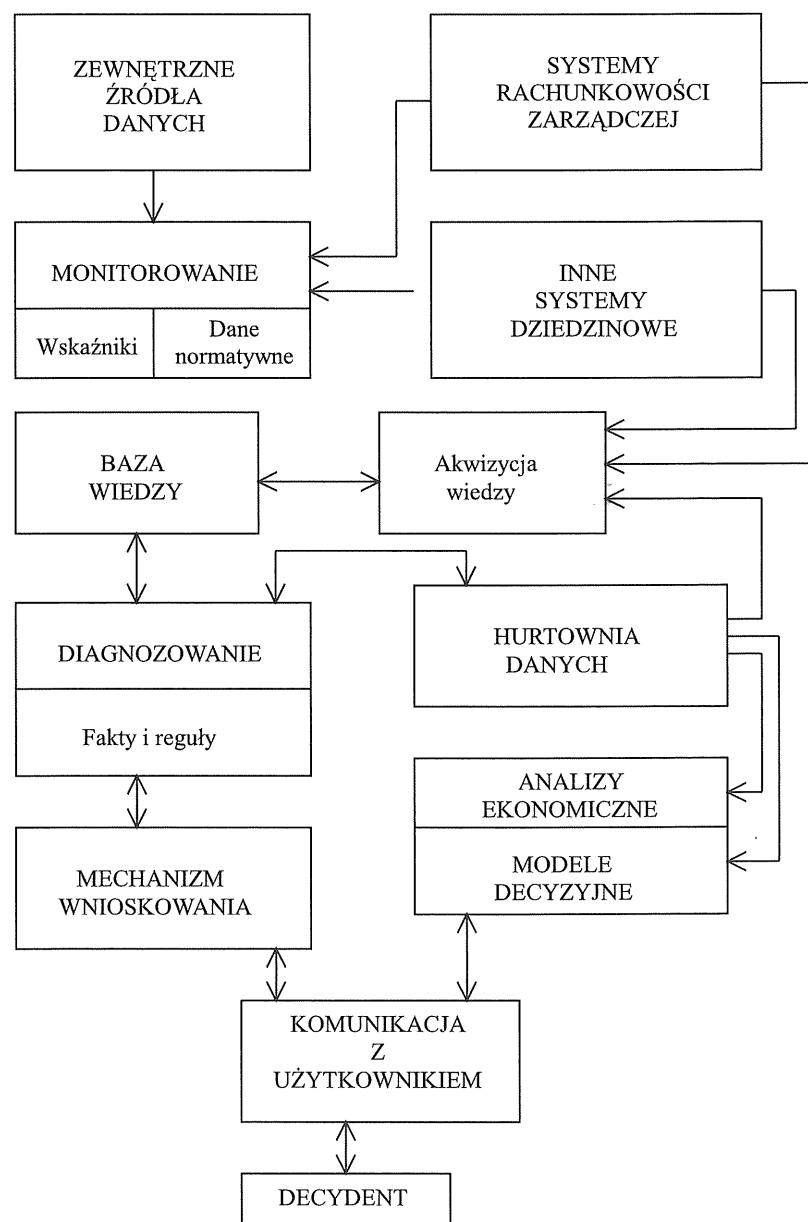 ZEWNĘTRZNE
ŹRÓDŁA
DANYCH
SYSTEMY
RACHUNKOWOŚCI
ZARZĄDCZEJ
MONITOROWANIE
Wskaźniki
Dane
normatywne
INNE
SYSTEMY
DZIEDZINOWE
BAZA
WIEDZY
Akwizycja
wiedzy
DIAGNOZOWANIE
Fakty i reguły
HURTOWNIA
DANYCH
ANALIZY
EKONOMICZNE
MODELE
DECYZYJNE
MECHANIZM
WNIOSKOWANIA
KOMUNIKACJA
Z
UŻYTKOWNIKIEM
DECYDENT